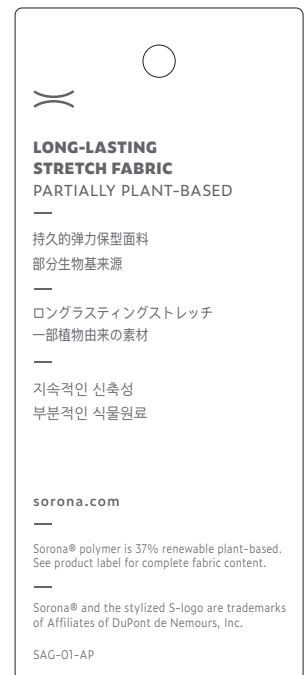 LONG-LASTING
STRETCH FABRIC
PARTIALLY PLANT-BASED
持久的弹力保型面料
部分生物基来源
ロングラスティングストレッチ
一部植物由来の素材
지속적인 신축성
부분적인 식물원료
sorona.com
Sorona® polymer is 37% renewable plant-based.
See product label for complete fabric content.
Sorona® and the stylized S-logo are trademarks
of Affiliates of DuPont de Nemours, Inc.
SAG-01-AP